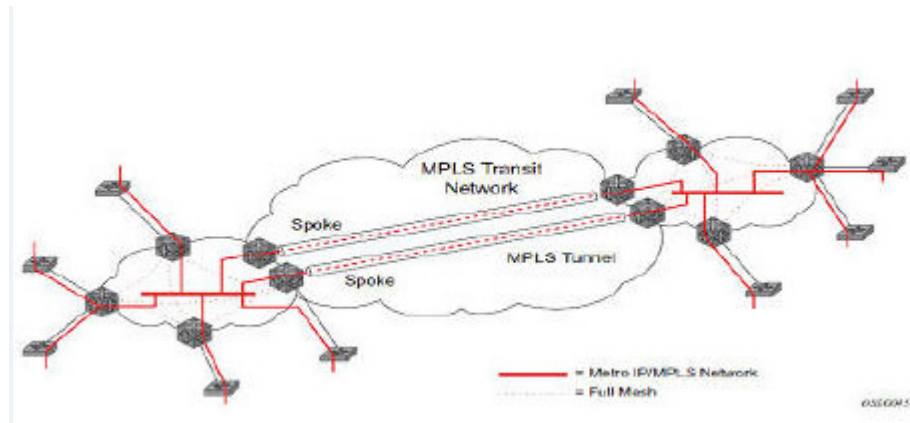 MPLS Transit
Network
Spoke
MPLS Tunnel
Spoke
= Metro IP/MPLS Network
= Full Mesh